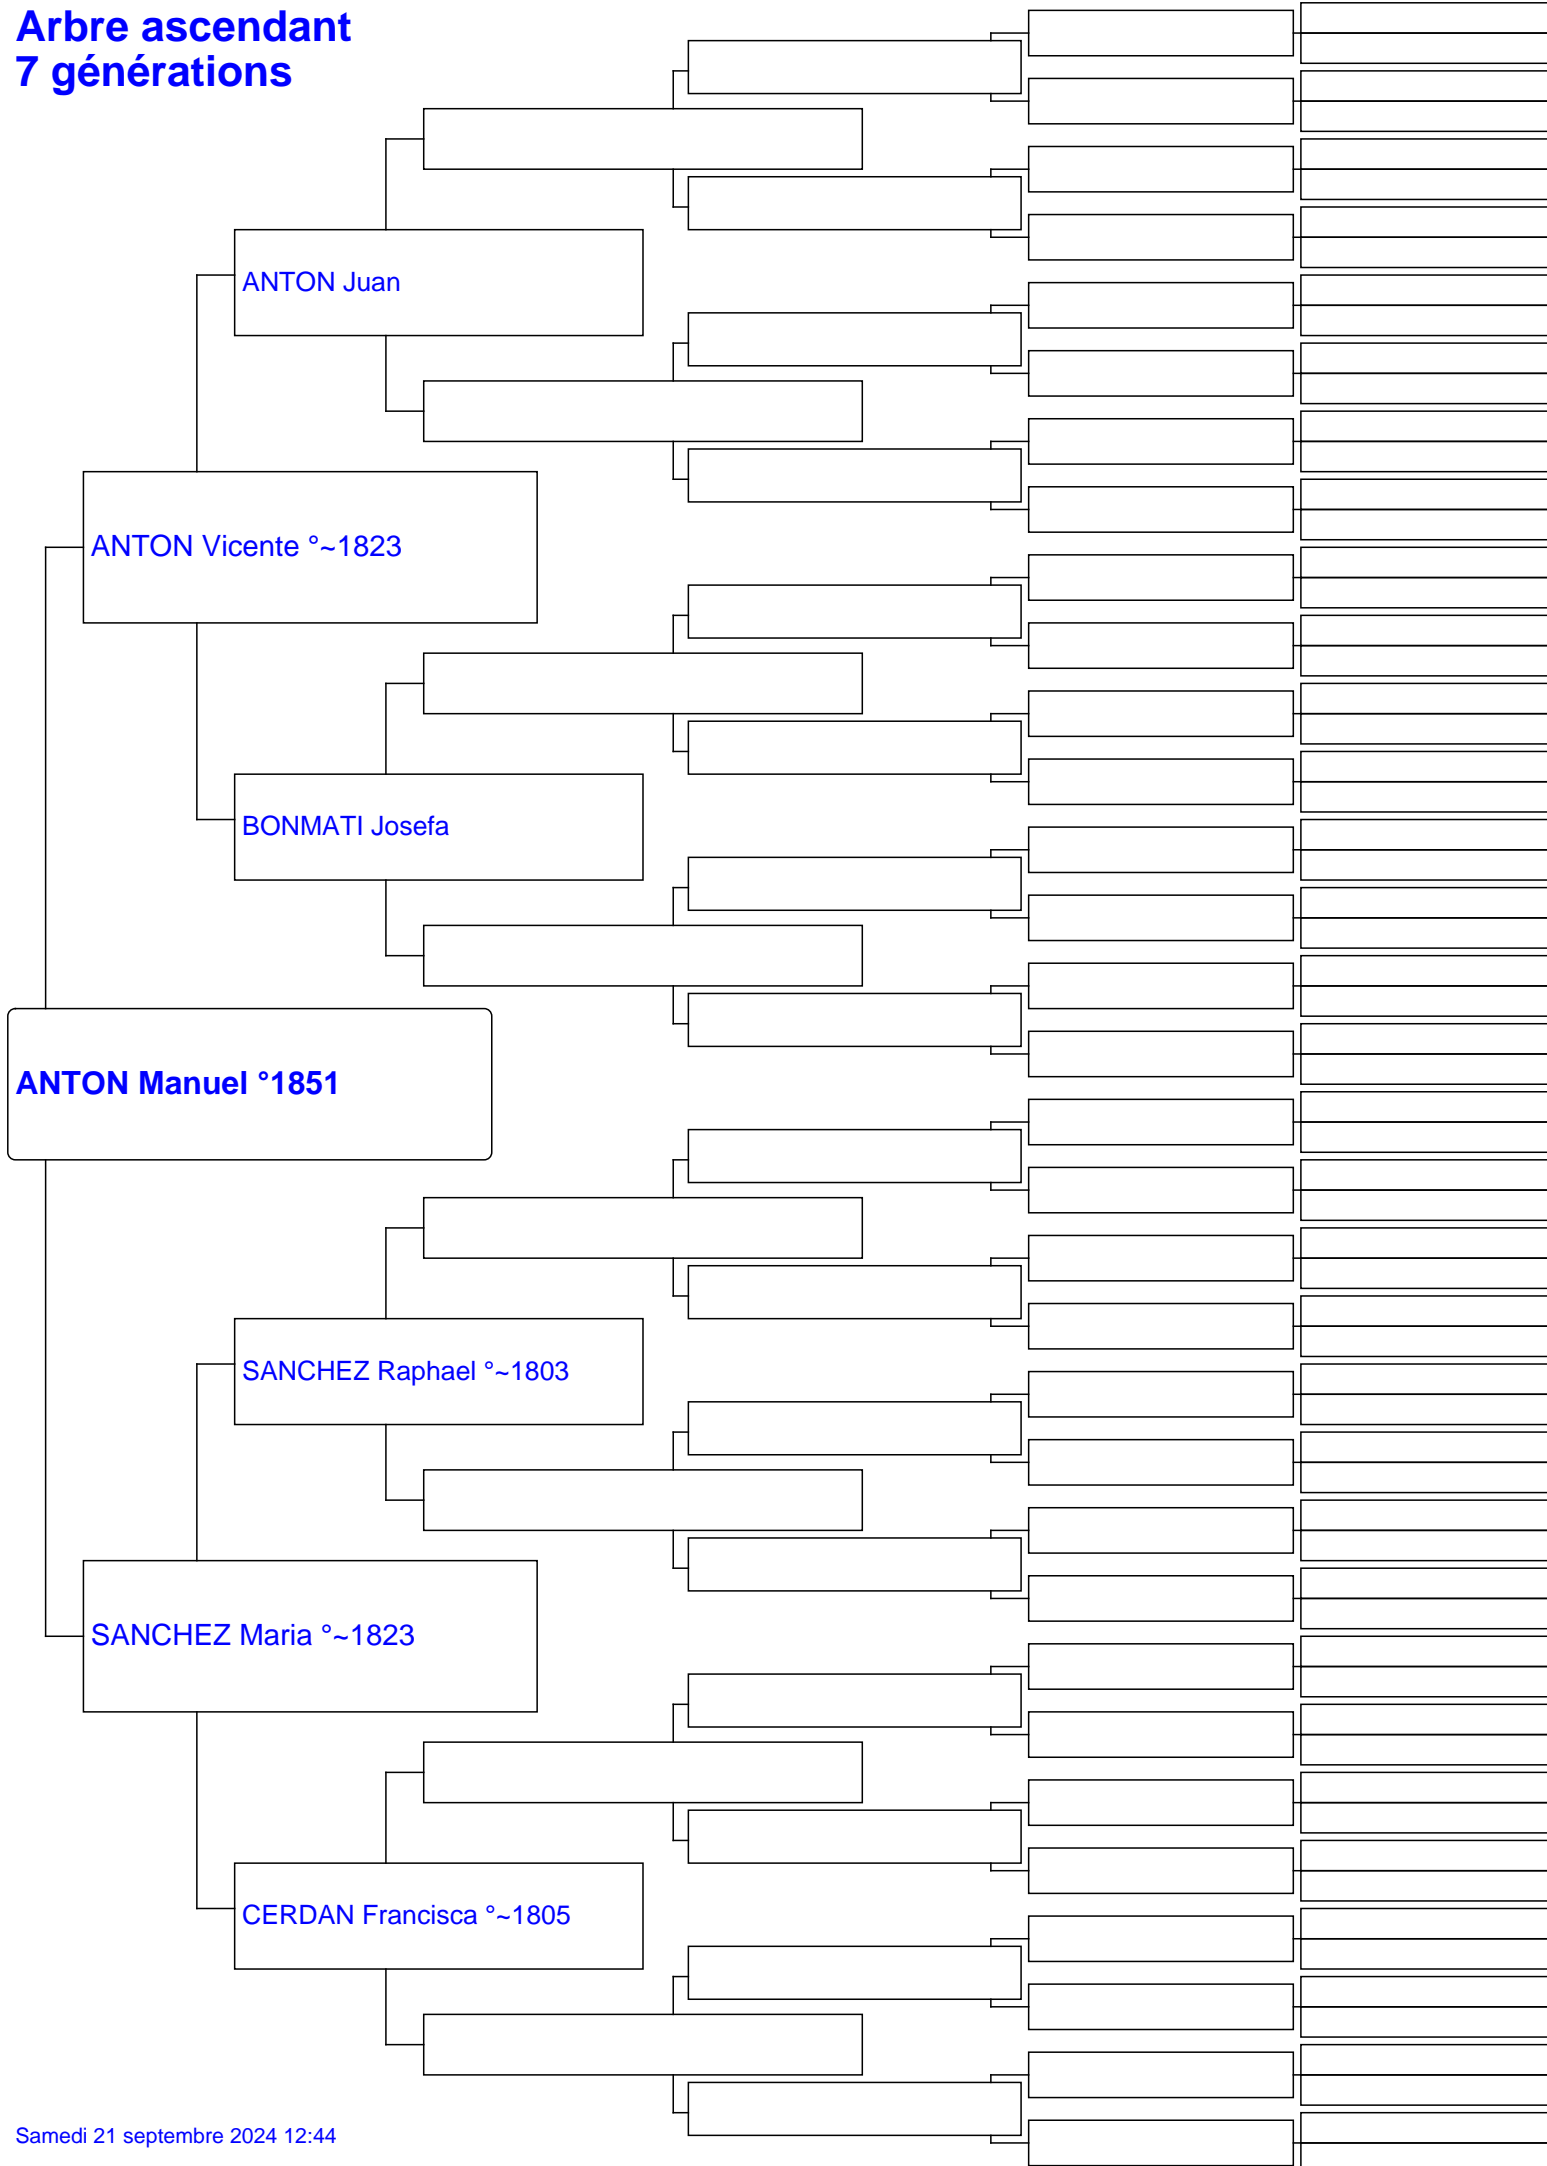 Arbre ascendant
7 générations
ANTON Juan
ANTON Vicente °~1823
BONMATI Josefa
ANTON Manuel °1851
SANCHEZ Raphael °~1803
SANCHEZ Maria °~1823
CERDAN Francisca °~1805
Samedi 21 septembre 2024 12:44